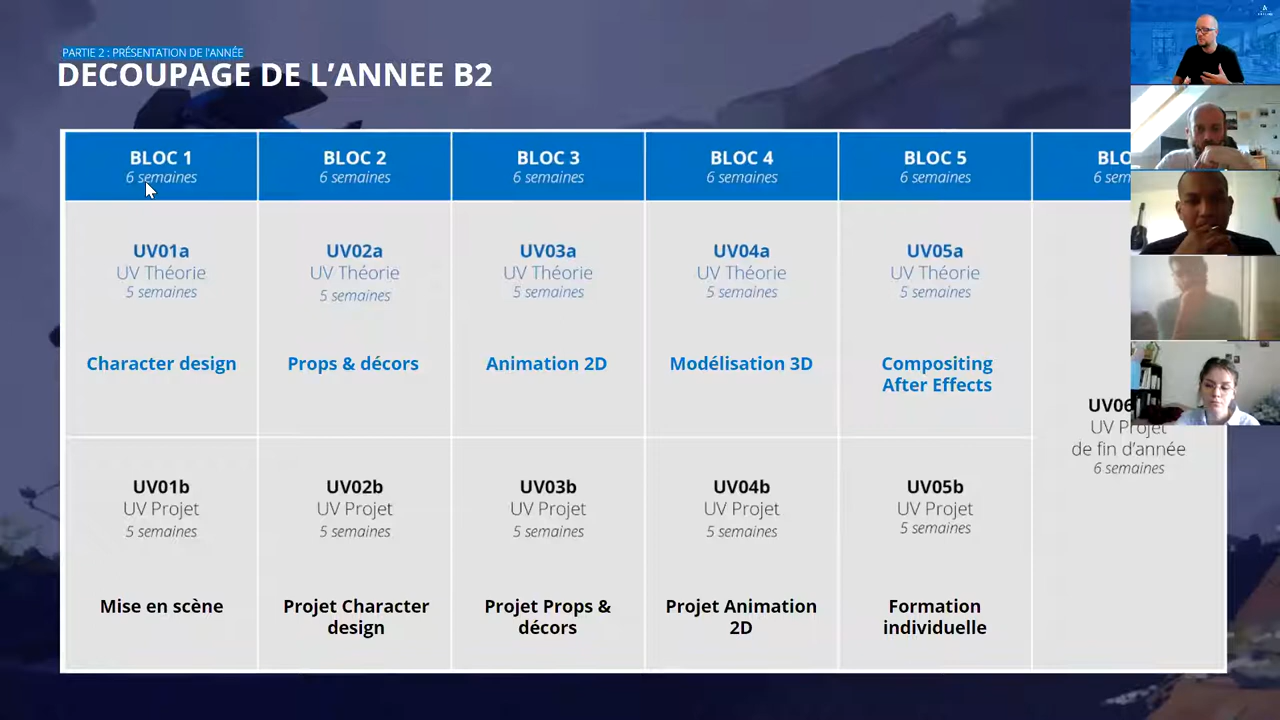 PARTIE 2 : PRÉSENTATION DE l'ANNÉE
DECOUPAGE DE L'ANNEE B2
BLOC 1
6 semaines
BLOC 2
6 semaines
BLOC 3
6 semaines
BLOC 4
6 semaines
BLOC 5
6 semaines
UV01a
UV Théorie
5 semaines
Character design
UV02a
UV Théorie
5 semaines
Props & décors
UV03a
UV Théorie
5 semaines
Animation 2D
UV04a
UV Théorie
5 semaines
Modélisation 3D
UV05a
UV Théorie
5 semaines
Compositing
After Effects
UV01b
UV Projet
5 semaines
Mise en scène
UV02b
UV Projet
5 semaines
Projet Character
design
UV03b
UV Projet
5 semaines
Projet Props &
décors
UV04b
UV Projet
5 semaines
Projet Animation
2D
UV05b
UV Projet
5 semaines
Formation
individuelle
UV06
UV Projet
de fin d'année
6 semaines